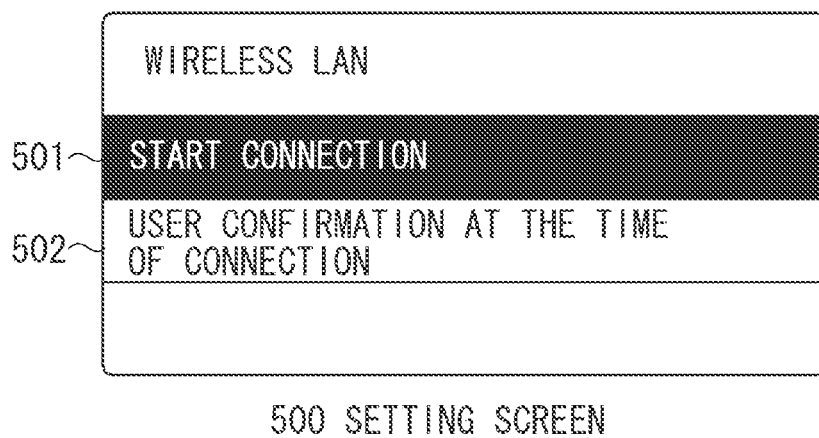 WIRELESS LAN
501 START CONNECTION
502 USER CONFIRMATION AT THE TIME
OF CONNECTION
500 SETTING SCREEN